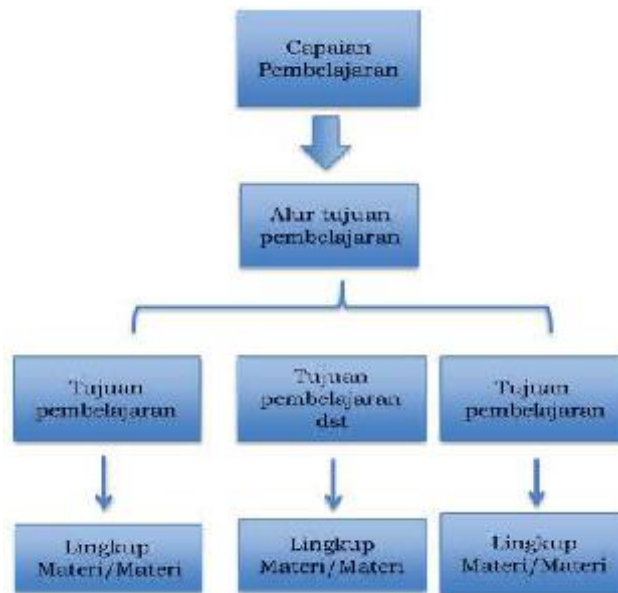 Capaian
Pembelajaran
Alur tujuan
pembelajaran
Tujuan
pembelajaran
Tujuan
pembelajaran
dst
Tujuan
pembelajaran
Lingkup
Materi/Materi
Lingkup
Materi/Materi
Lingkup
Materi/Materi